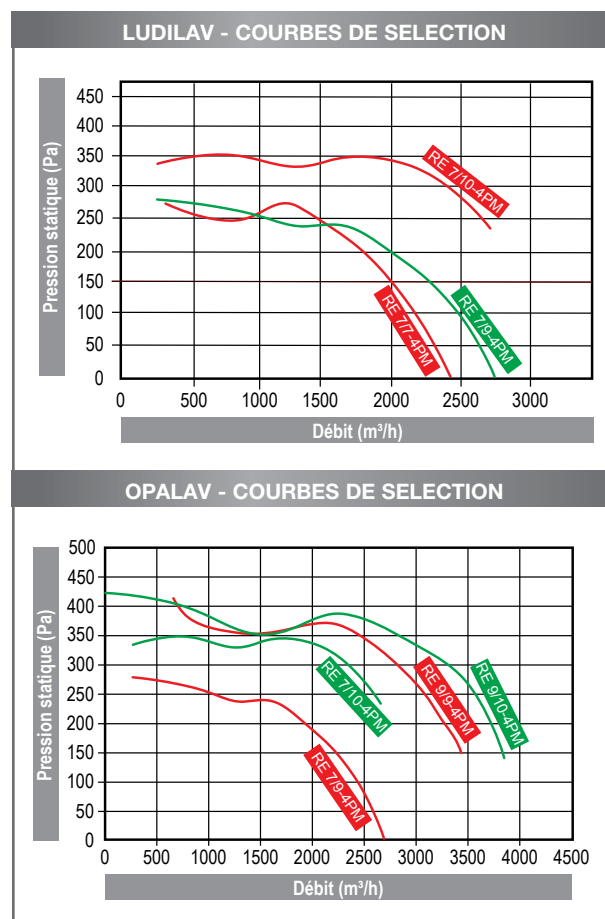 LUDILAV - COURBES DE SELECTION
Pression statique (Pa)
450
400
350
300
250
200
150
100
50
0
RE 7/10-4PM
RE 7/7-4PM
RE 7/9-4PM
0 500 1000 1500 2000 2500 3000
Débit (m³/h)
OPALAV - COURBES DE SELECTION
Pression statique (Pa)
500
450
400
350
300
250
200
150
100
50
0
RE 7/10-4PM
RE 9/9-4PM
RE 9/10-4PM
RE 7/9-4PM
0 500 1000 1500 2000 2500 3000 3500 4000 4500
Débit (m³/h)